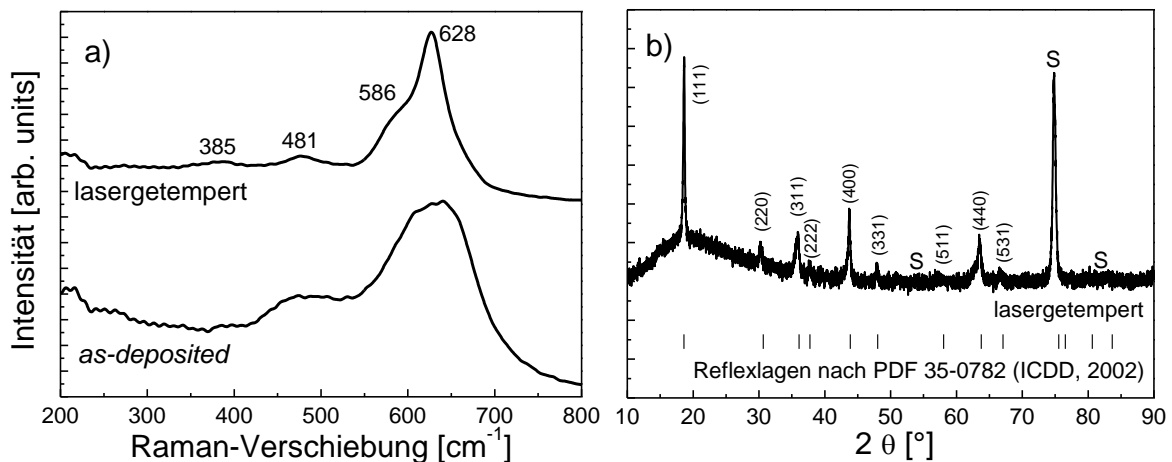 a)
628
586
385
481
lasergetempert
as-deposited
Intensität [arb. units]
200 300 400 500 600 700 800
Raman-Verschiebung [cm-1]
b)
(111)
(220)
(311)
(222)
(400)
(331)
S
(511)
(440)
(531)
S
S
lasergetempert
Reflexlagen nach PDF 35-0782 (ICDD, 2002)
10 20 30 40 50 60 70 80 90
2 θ [°]